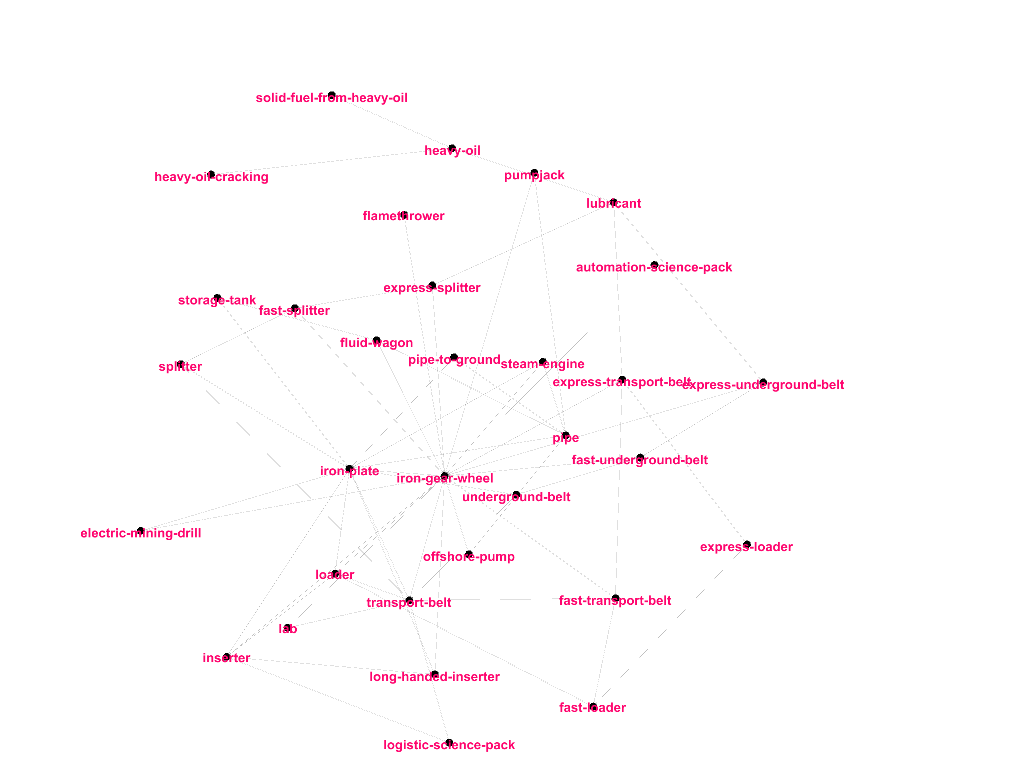 solid-fuel-from-heavy-oil
heavy-oil
heavy-oil-cracking
pumpjack
lubricant
flamethrower
automation-science-pack
express-splitter
storage-tank
fast-splitter
fluid-wagon
pipe-to-ground
steam-engine
splitter
express-transport-belt
express-underground-belt
pipe
fast-underground-belt
iron-plate
iron-gear-wheel
underground-belt
electric-mining-drill
express-loader
offshore-pump
loader
transport-belt
fast-transport-belt
lab
inserter
long-handed-inserter
fast-loader
logistic-science-pack